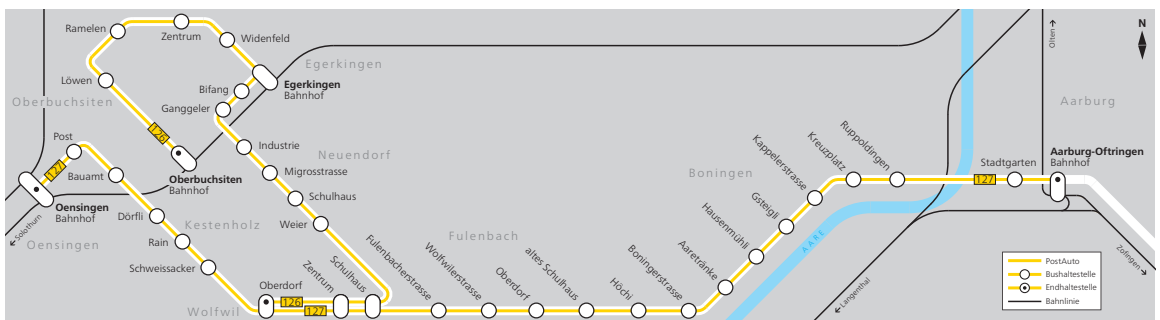 Ramelen
Zentrum
Widenfeld
N
Olten
Egerkingen
Löwen
Bifang
Egerkingen
Bahnhof
Oberbuchsiten
Ganggeler
Aarburg
126
Post
Industrie
Neuendorf
Kappelerstrasse
Kreuzplatz
Ruppoldingen
127
Bauamt
Migrosstrasse
Boningen
Stadtgarten
Aarburg-Oftringen
Bahnhof
127
Oberbuchsiten
Bahnhof
Schulhaus
Gsteigli
Oensingen
Bahnhof
Dörfli
Kestenholz
Weier
Hausenmühli
Solothurn
Oensingen
Rain
Fulenbach
AARE
Aaretränke
Schweissacker
Zofingen
Langenthal
Oberdorf
Zentrum
Schulhaus
Fulenbacherstrasse
Wolfwilerstrasse
Oberdorf
altes Schulhaus
Höchi
Boningerstrasse
126
127
Wolfwil
PostAuto
Bushaltestelle
Endhaltestelle
Bahnlinie